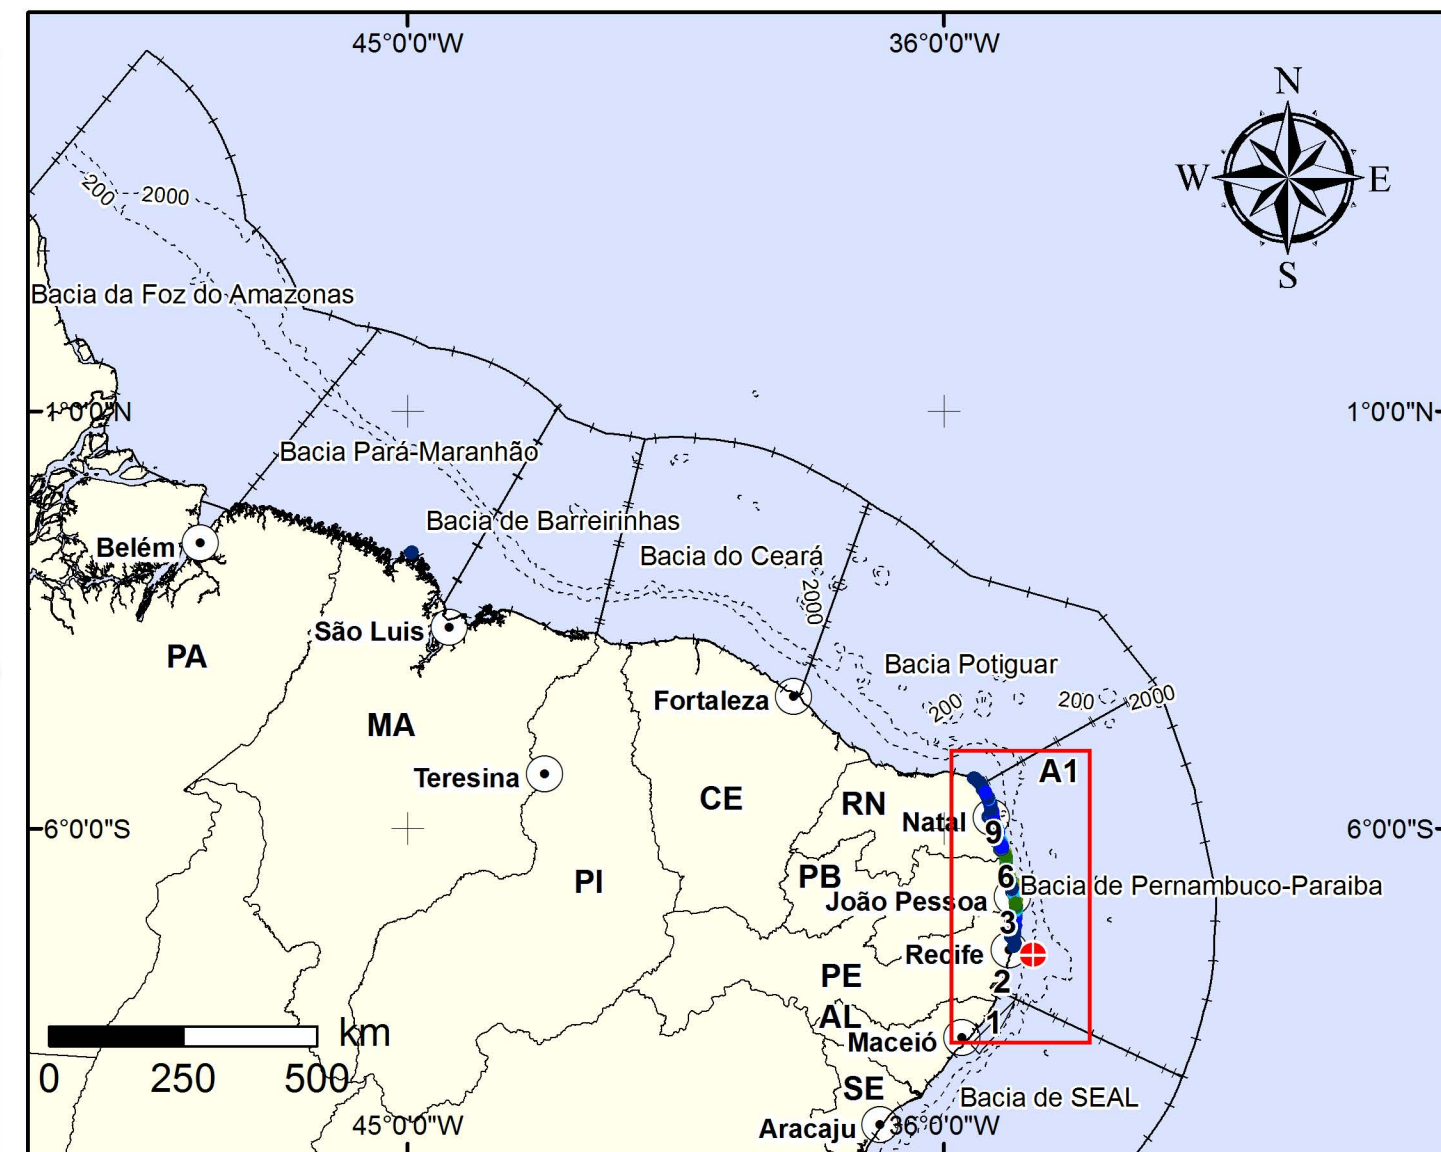 45°0'0"W
36°0'0"W
N
W
E
S
200
2000
Bacia da Foz do Amazonas
1°0'0"N
1°0'0"N
Bacia Pará-Maranhão
Bacia de Barreirinhas
Belém
Bacia do Ceará
2000
São Luis
PA
Bacia Potiguar
Fortaleza
200
200
2000
MA
Teresina
A1
CE
RN
Natal
9
6°0'0"S
6°0'0"S
PI
PB
6
Bacia de Pernambuco-Paraiba
João Pessoa
3
Recife
PE
2
AL
1
km
Maceió
0
250
500
SE
Bacia de SEAL
45°0'0"W
Aracaju
36°0'0"W